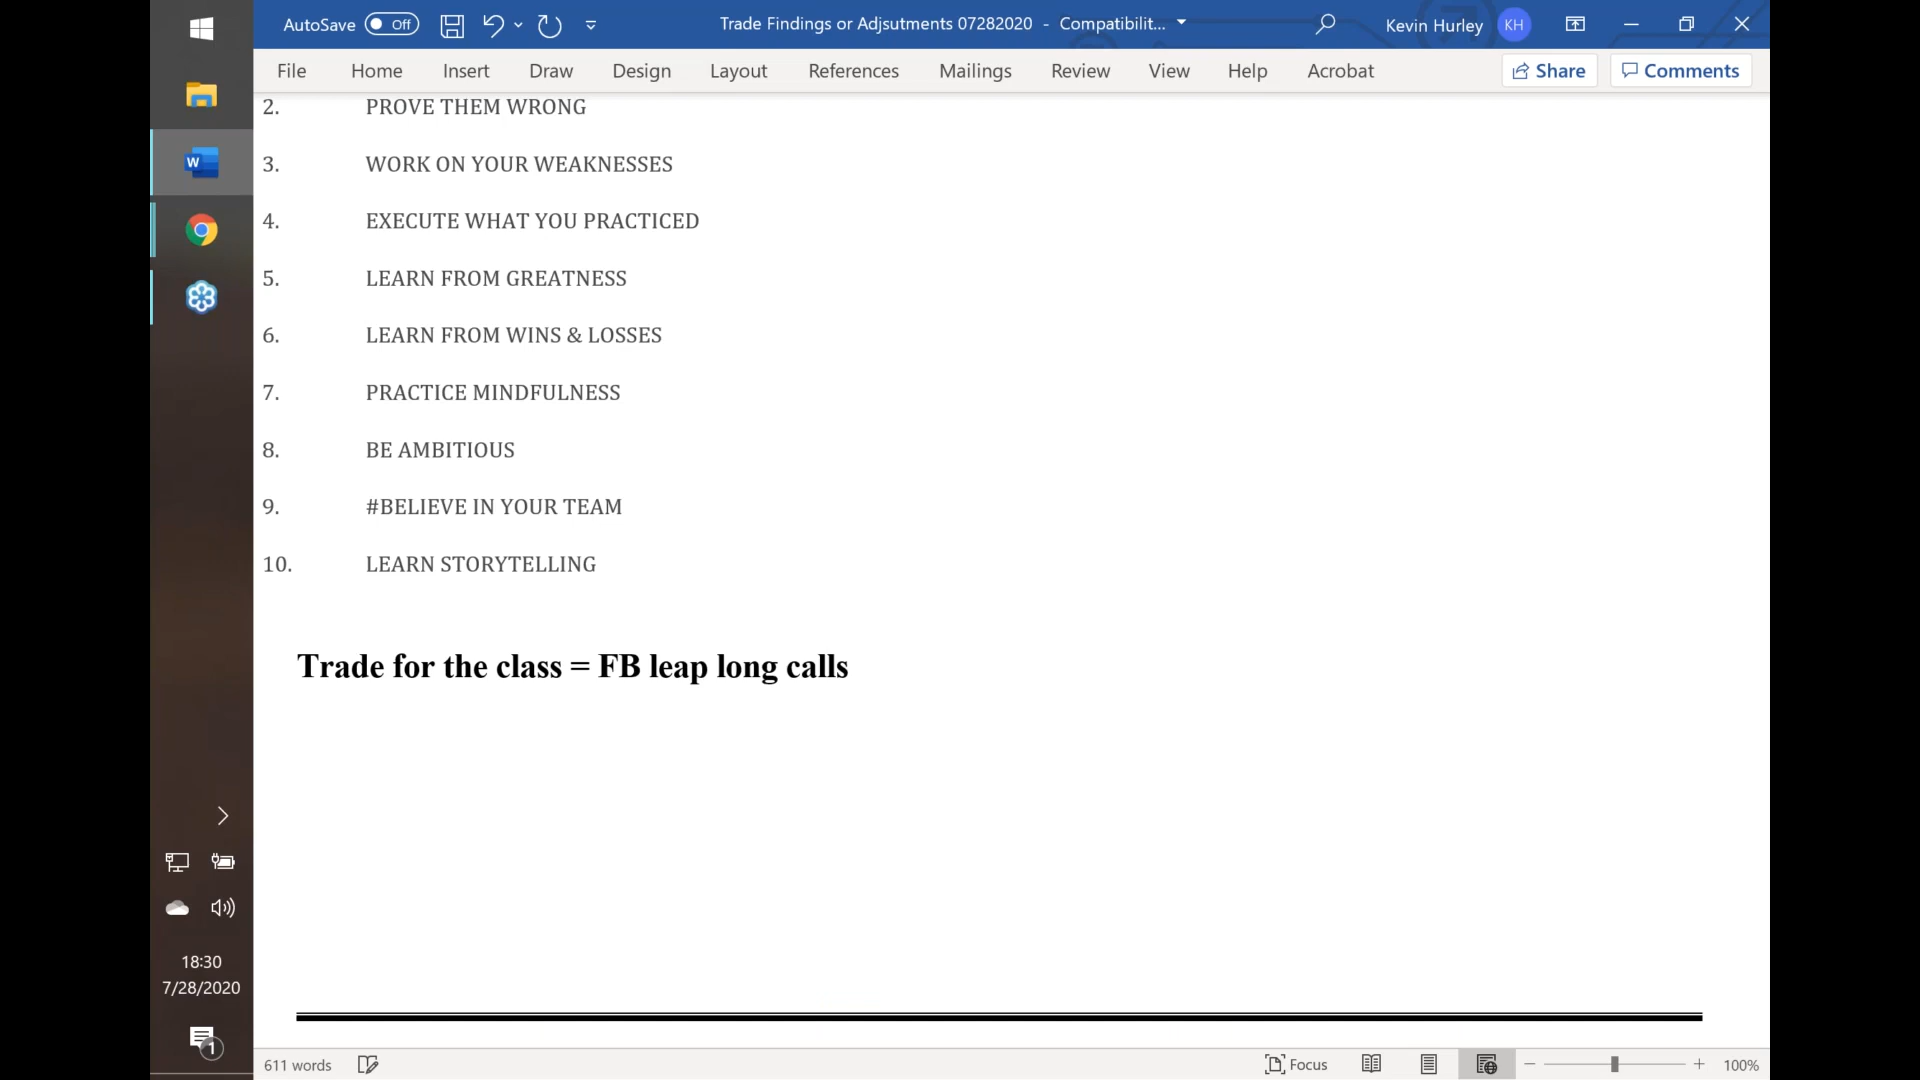 AutoSave Off Trade Findings or Adjsutments 07282020 - Compatibilit... Kevin Hurley KH
File Home Insert Draw Design Layout References Mailings Review View Help Acrobat Share Comments
2. PROVE THEM WRONG
3. WORK ON YOUR WEAKNESSES
4. EXECUTE WHAT YOU PRACTICED
5. LEARN FROM GREATNESS
6. LEARN FROM WINS & LOSSES
7. PRACTICE MINDFULNESS
8. BE AMBITIOUS
9. #BELIEVE IN YOUR TEAM
10. LEARN STORYTELLING
Trade for the class = FB leap long calls
18:30
7/28/2020
1
611 words Focus 100%